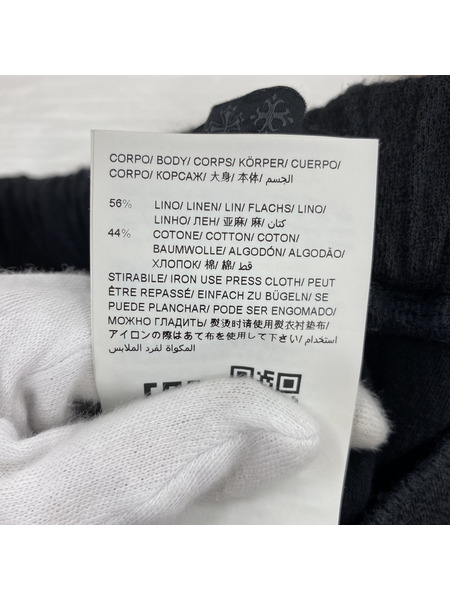 CORPO/ BODY/ CORPS/ KÖRPER/ CUERPO/
CORPO/ КОРСАЖ/ 大身/ 本体/ الجسم
56% LINO/ LINEN/ LIN/ FLACHS/ LINO/
LINHO/ ЛЕН/ 亚麻/ 麻/ كتان
44% COTONE/ COTTON/ COTON/
BAUMWOLLE/ ALGODÓN/ ALGODÃO/
ХЛОПОК/ 棉/ 綿/ قطن
STIRABILE/ IRON USE PRESS CLOTH/ PEUT
ÊTRE REPASSÉ/ EINFACH ZU BÜGELN/ SE
PUEDE PLANCHAR/ PODE SER ENGOMADO/
МОЖНО ГЛАДИТЬ/ 熨烫时请使用熨衣衬垫布/
アイロンの際はあて布を使用して下さい/ استخدام
المكواة لفرد الملابس